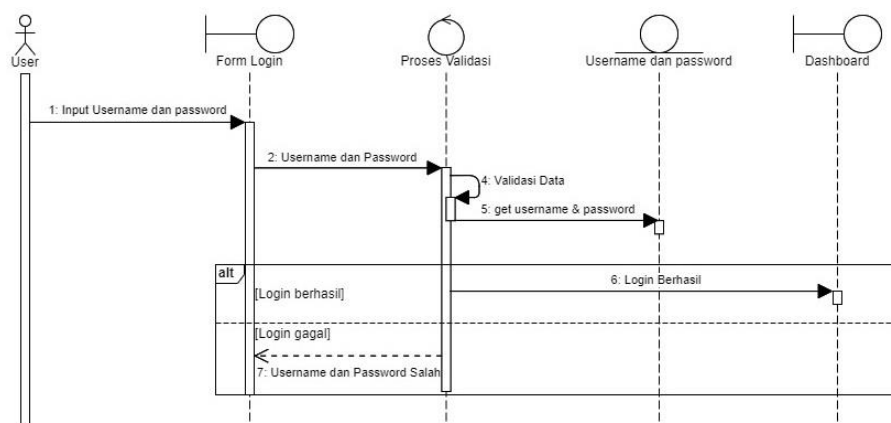 User
Form Login
Proses Validasi
Username dan password
Dashboard
1: Input Username dan password
2: Username dan Password
4: Validasi Data
5: get username & password
alt
6: Login Berhasil
[Login berhasil]
[Login gagal]
7: Username dan Password Salah